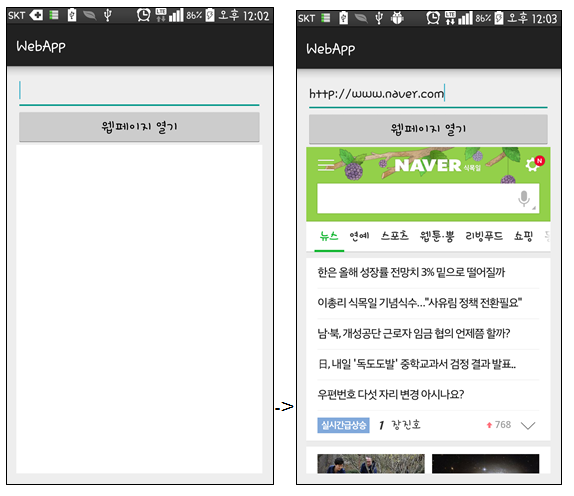 SKT 86% 오후 12:02
WebApp
웹페이지 열기
->
SKT LTE 86% 오후 12:03
WebApp
http://www.naver.com
웹페이지 열기
NAVER 식목일
N
뉴스 연예 스포츠 웹툰·뿜 리빙푸드 쇼핑
한은 올해 성장률 전망치 3% 밑으로 떨어질까
이총리 식목일 기념식수..."사유림 정책 전환필요"
남·북, 개성공단 근로자 임금 협의 언제쯤 할까?
日, 내일 '독도도발' 중학교과서 검정 결과 발표..
우편번호 다섯 자리 변경 아시나요?
실시간급상승 1 장진호 768